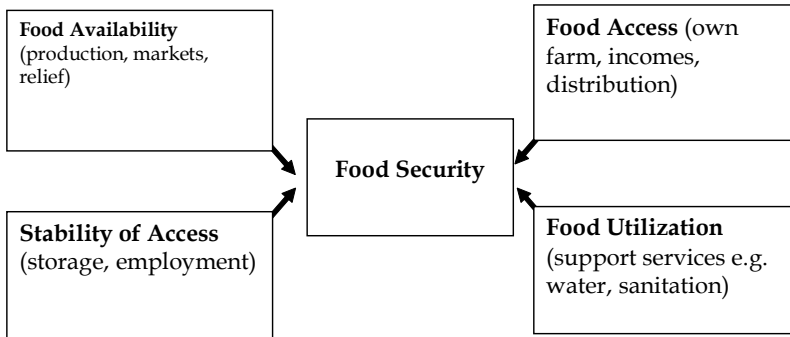 Food Availability
(production, markets,
relief)
Food Access (own
farm, incomes,
distribution)
Food Security
Stability of Access
(storage, employment)
Food Utilization
(support services e.g.
water, sanitation)